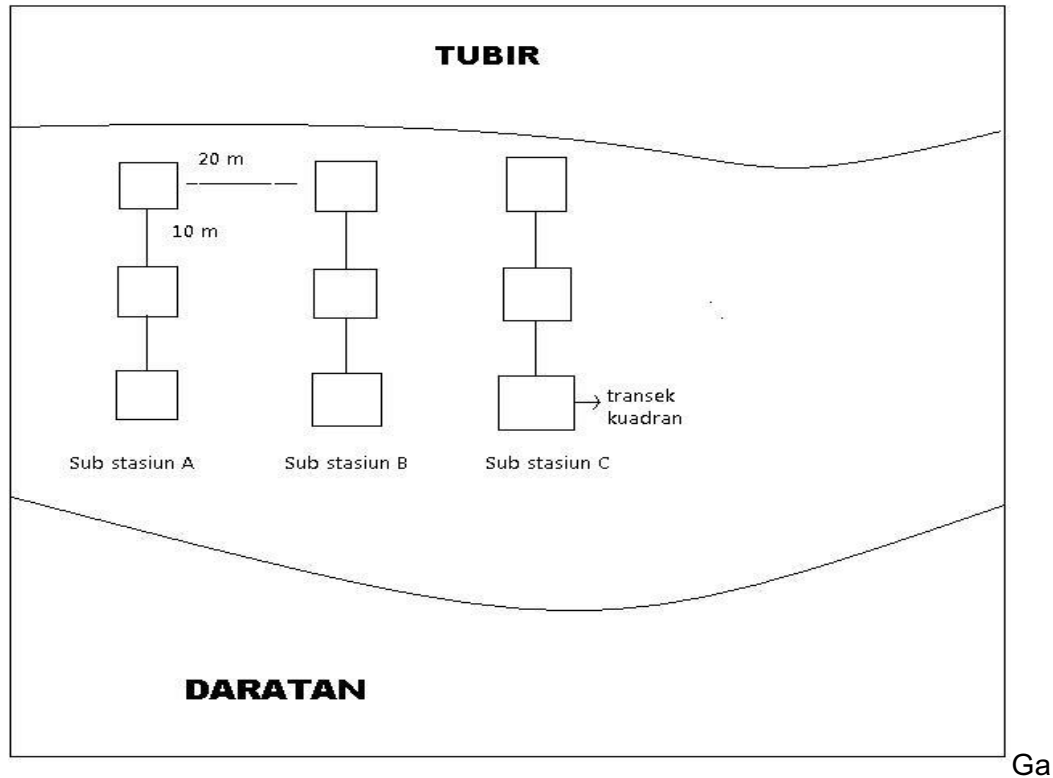 TUBIR
20 m
10 m
transek
kuadran
Sub stasiun A
Sub stasiun B
Sub stasiun C
DARATAN
Ga